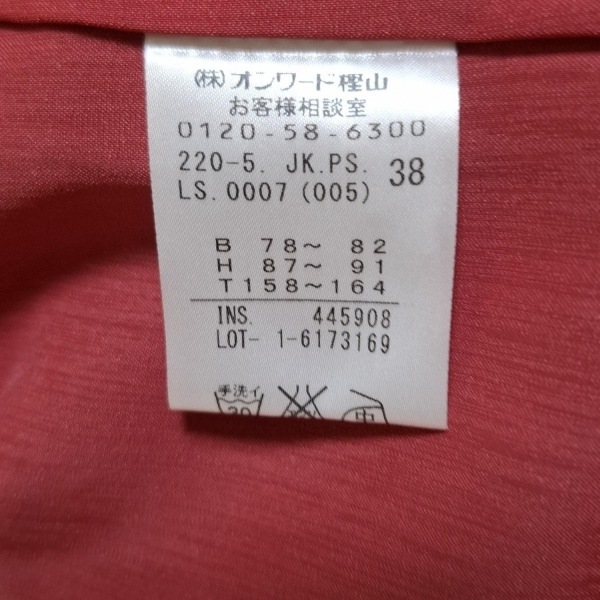 (株)オンワード樫山
お客様相談室
0120-58-6300
220-5. JK.PS. 38
LS.0007(005)
B 78〜 82
H 87〜 91
T158〜164
INS. 445908
LOT- 1-6173169
手洗イ
30 中